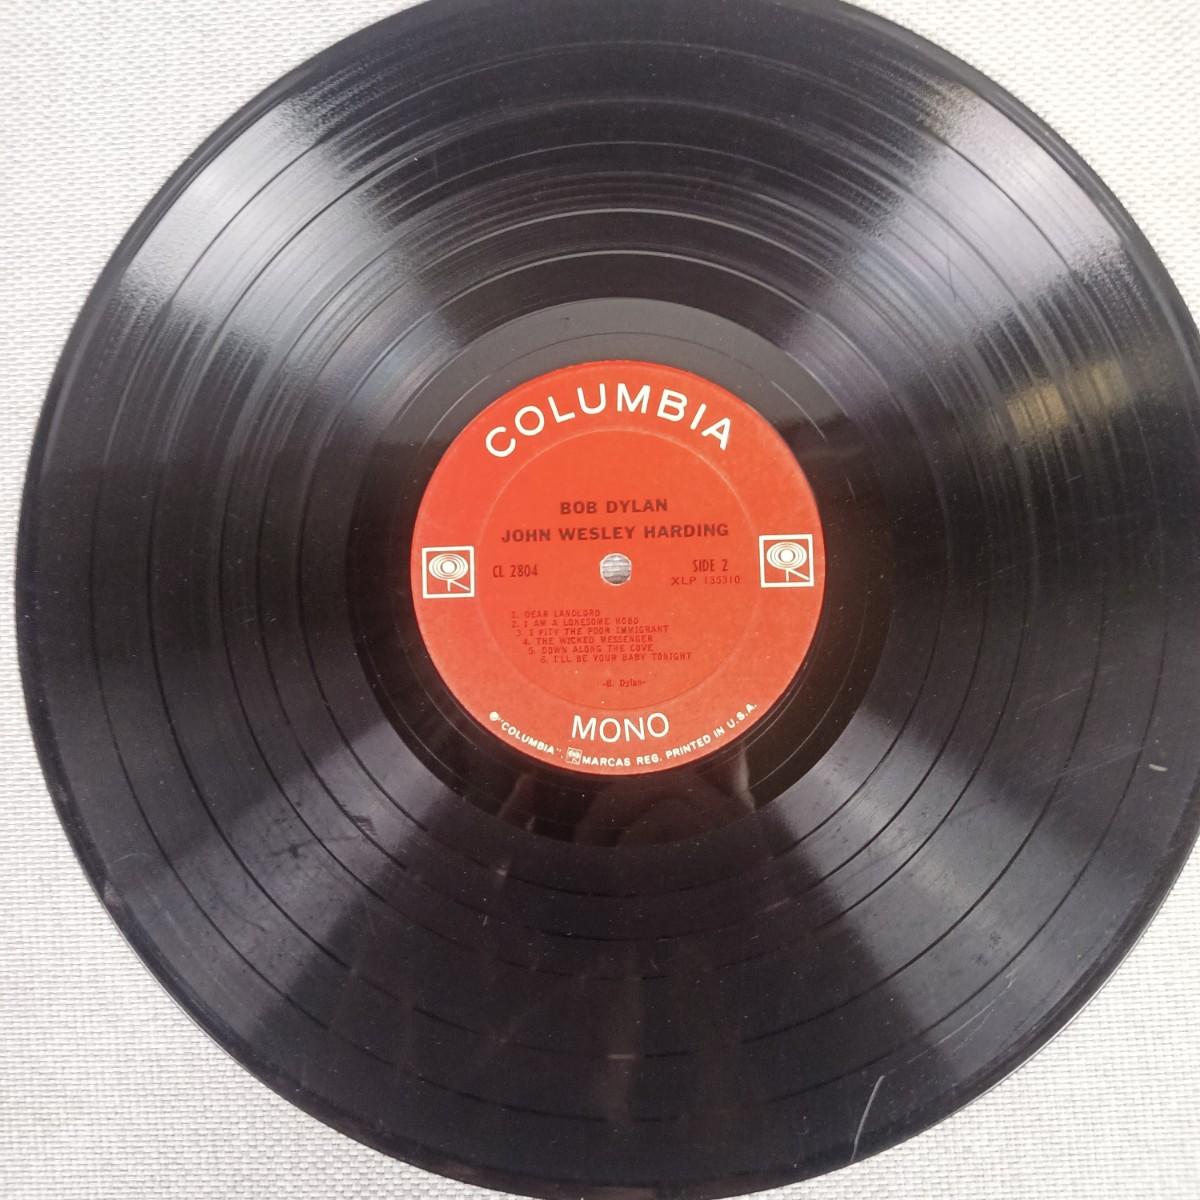 COLUMBIA
BOB DYLAN
JOHN WESLEY HARDING
CL 2804
SIDE 2
XLP 135310
1. DEAR LANDLORD
2. I AM A LONESOME HOBO
3. I PITY THE POOR IMMIGRANT
4. THE WICKED MESSENGER
5. DOWN ALONG THE COVE
6. I'LL BE YOUR BABY TONIGHT
-B. Dylan-
MONO
®"COLUMBIA", MARCAS REG. PRINTED IN U.S.A.